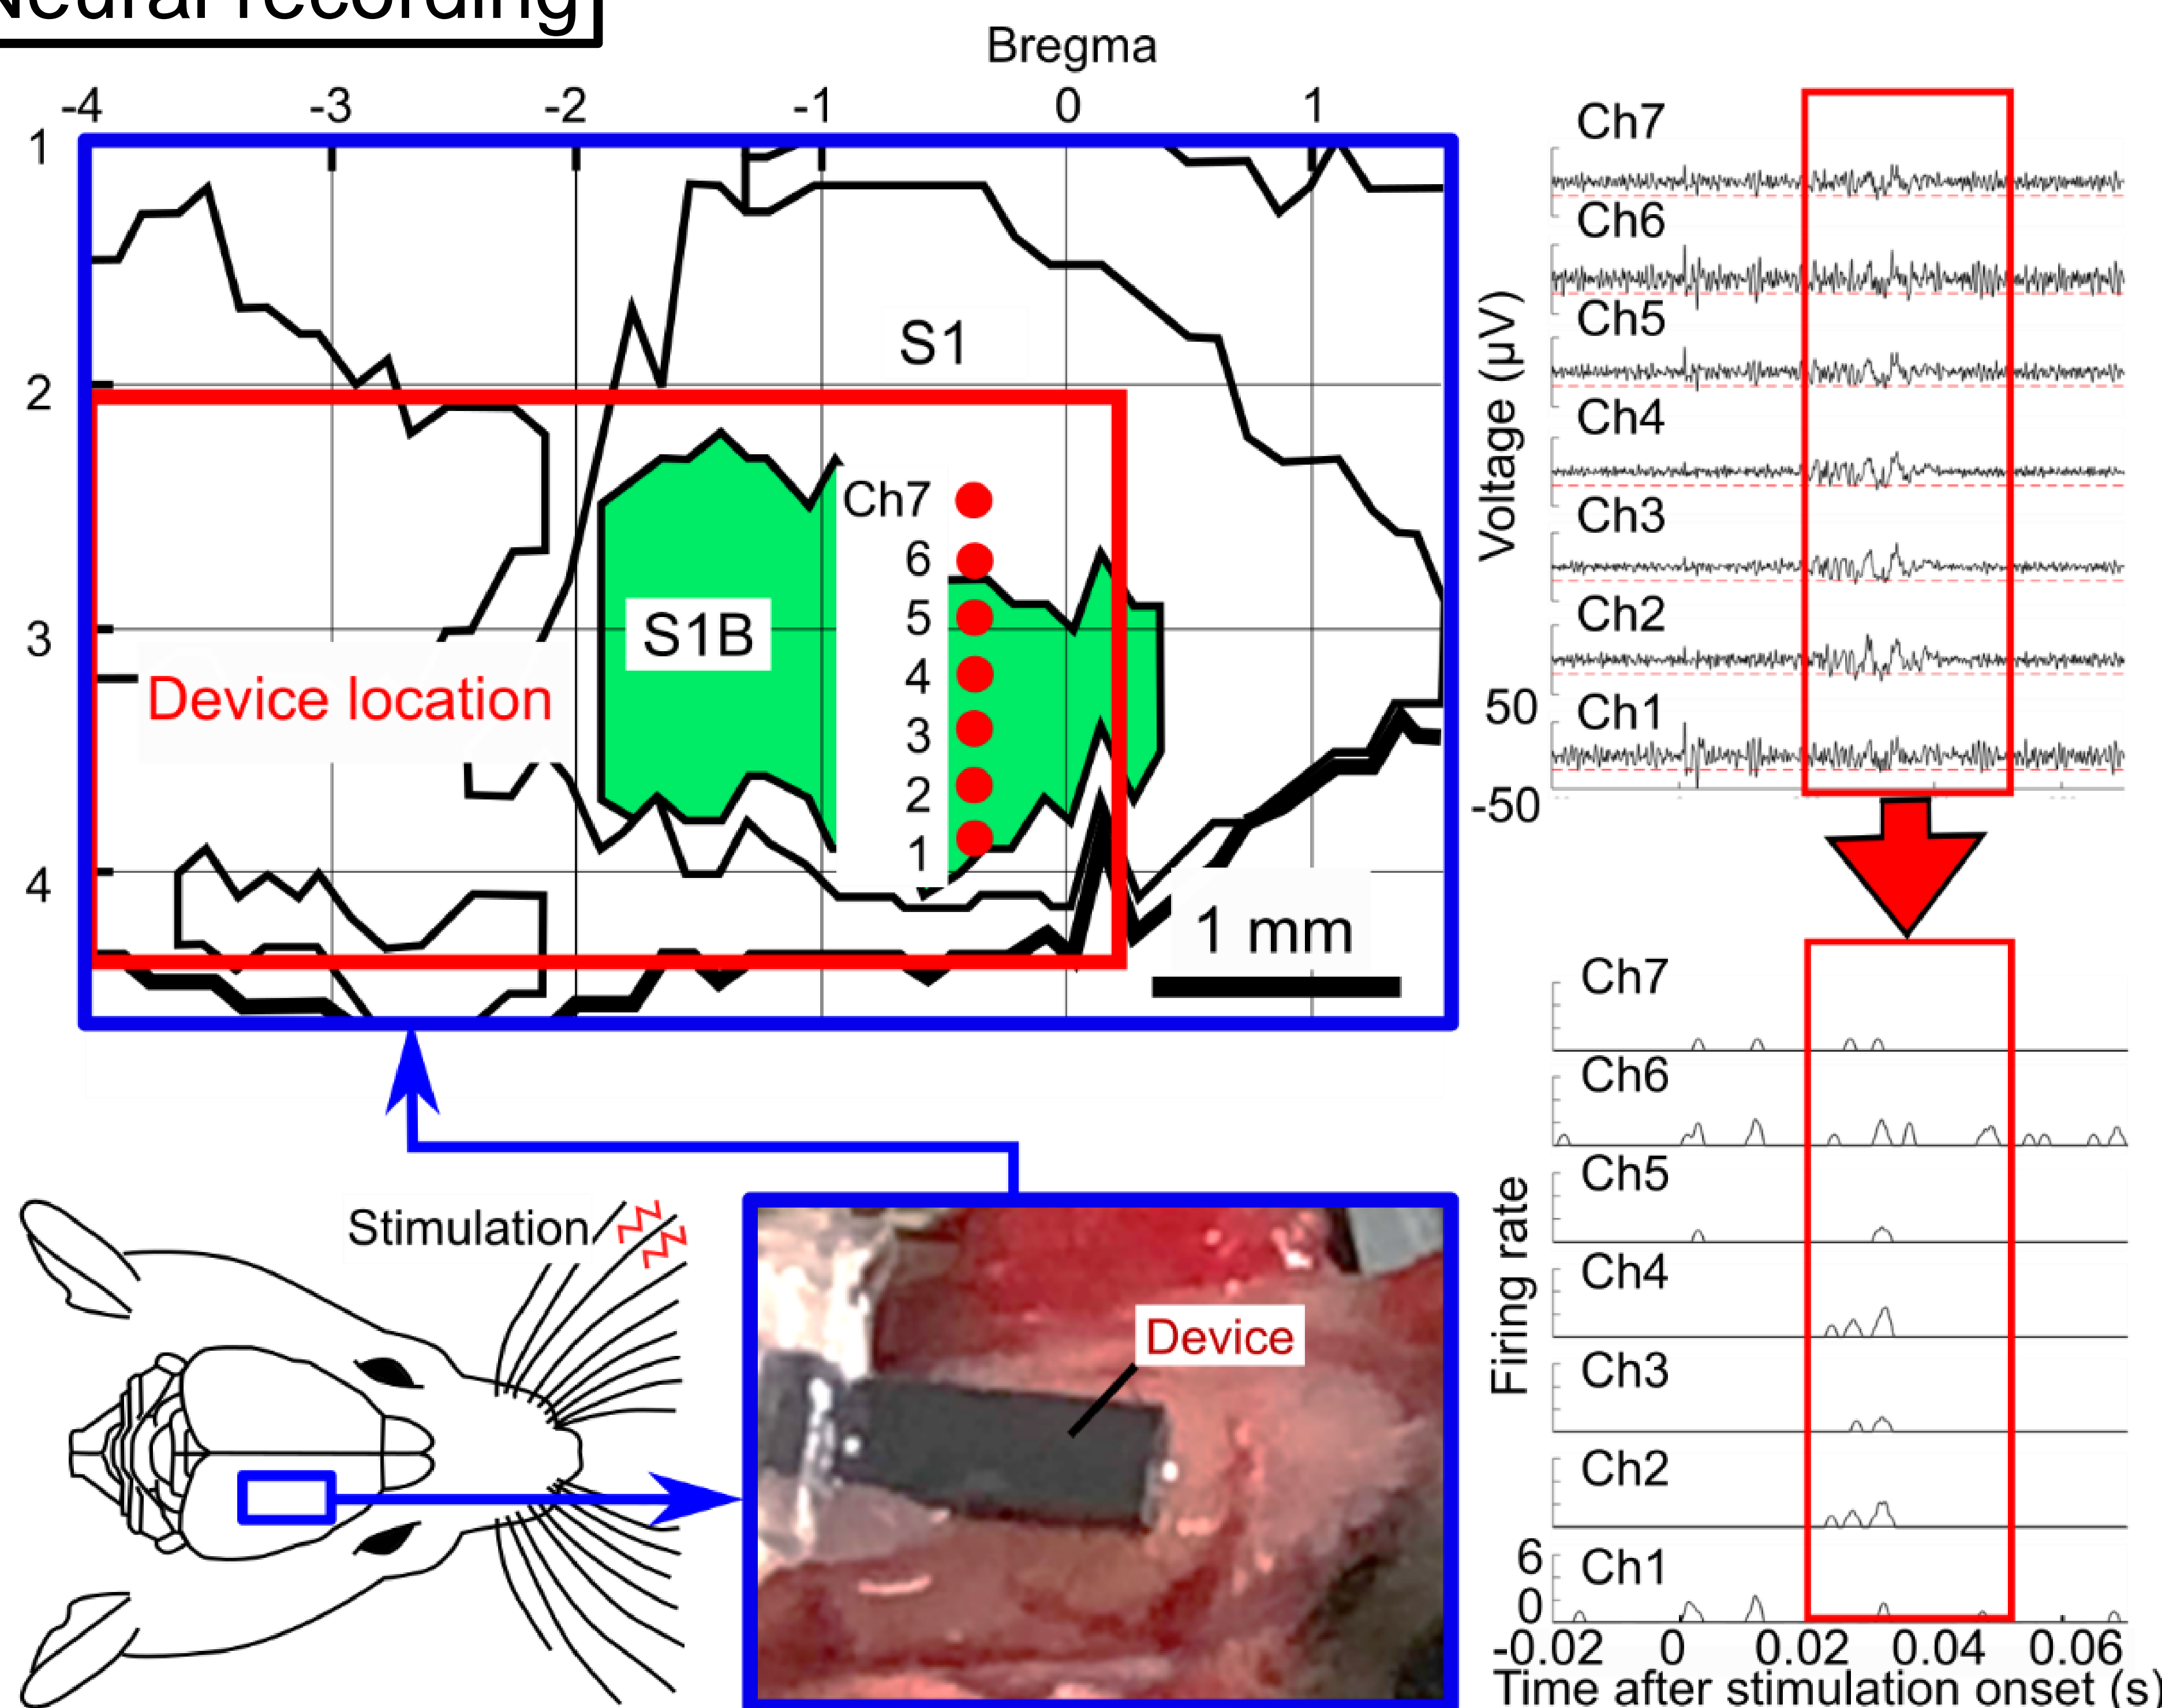 Neural recording
Bregma
-4 -3 -2 -1 0 1
1
2
3
4
S1
S1B
Ch7
6
5
4
3
2
1
Device location
1 mm
Stimulation
Device
Voltage (μV)
Ch7
Ch6
Ch5
Ch4
Ch3
Ch2
Ch1
50
-50
Firing rate
Ch7
Ch6
Ch5
Ch4
Ch3
Ch2
Ch1
6
0
-0.02 0 0.02 0.04 0.06
Time after stimulation onset (s)